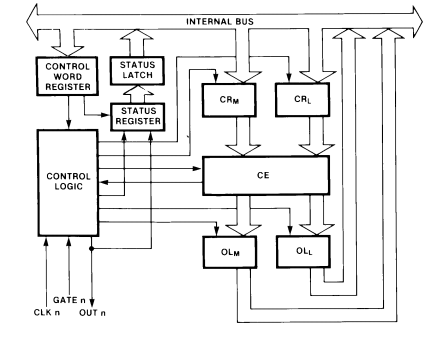 INTERNAL BUS
CONTROL
WORD
REGISTER
STATUS
LATCH
STATUS
REGISTER
CRM
CRL
CONTROL
LOGIC
CE
OLM
OLL
GATE n
CLK n
OUT n